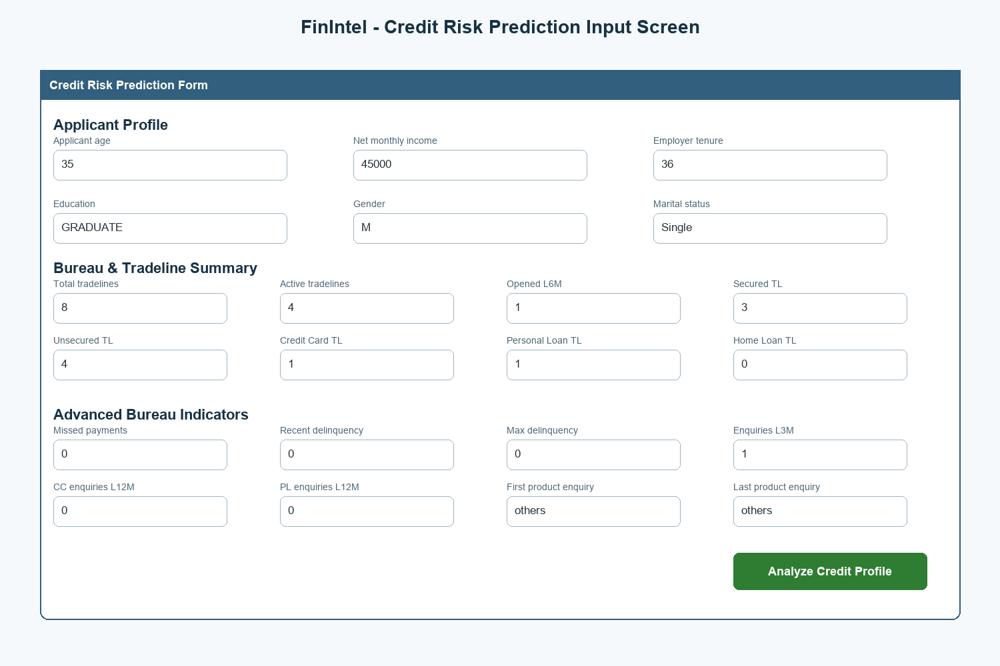 FinIntel - Credit Risk Prediction Input Screen
Credit Risk Prediction Form
Applicant Profile
Applicant age Net monthly income Employer tenure
35 45000 36
Education Gender Marital status
GRADUATE M Single
Bureau & Tradeline Summary
Total tradelines Active tradelines Opened L6M Secured TL
8 4 1 3
Unsecured TL Credit Card TL Personal Loan TL Home Loan TL
4 1 1 0
Advanced Bureau Indicators
Missed payments Recent delinquency Max delinquency Enquiries L3M
0 0 0 1
CC enquiries L12M PL enquiries L12M First product enquiry Last product enquiry
0 0 others others
Analyze Credit Profile